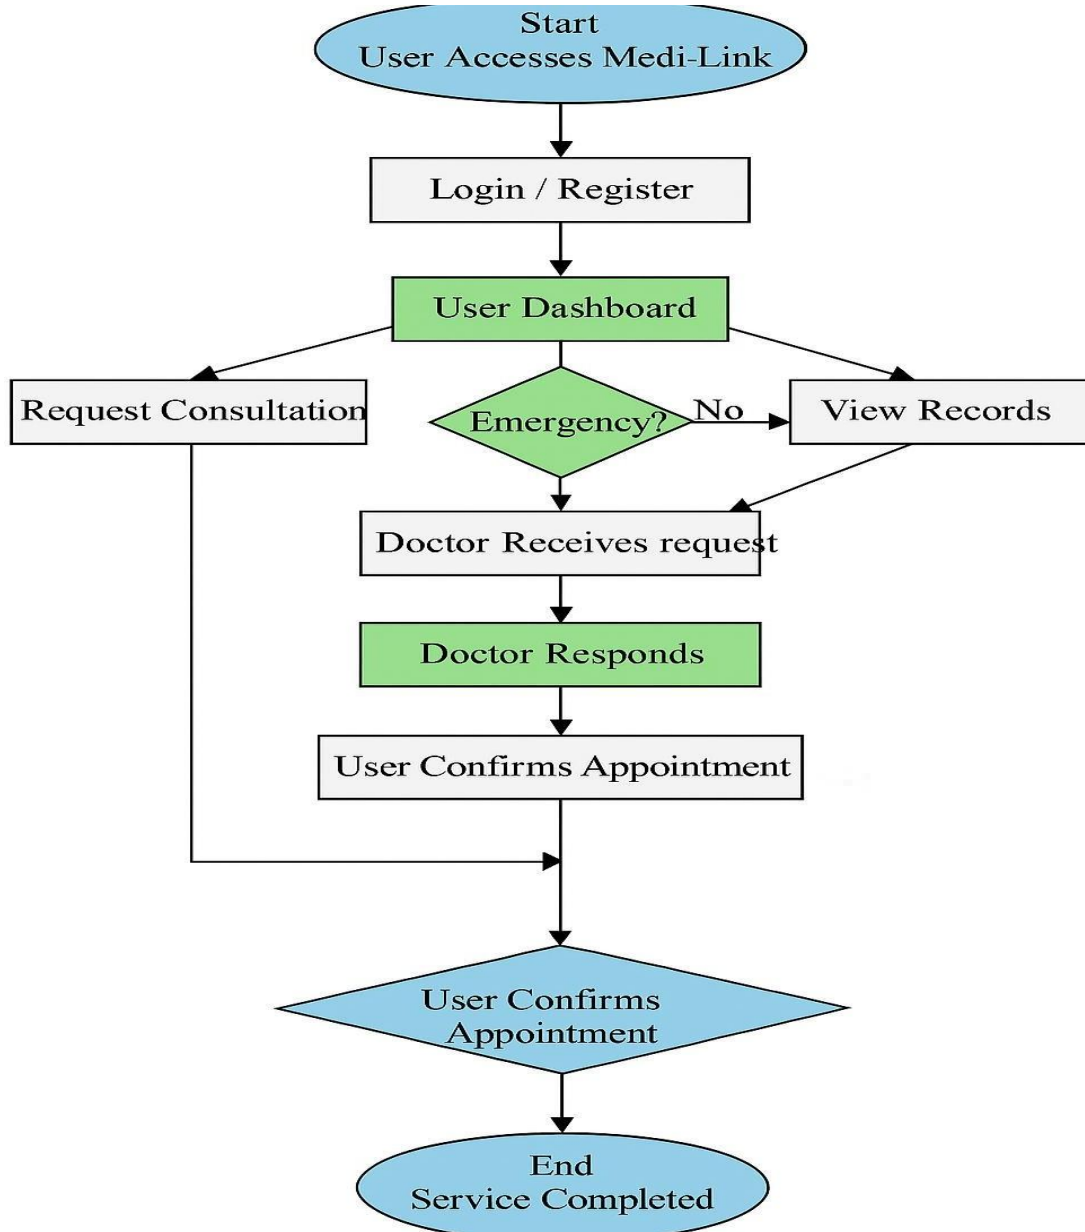 Start
User Accesses Medi-Link
Login / Register
User Dashboard
Request Consultation
Emergency?
No
View Records
Doctor Receives request
Doctor Responds
User Confirms Appointment
User Confirms
Appointment
End
Service Completed